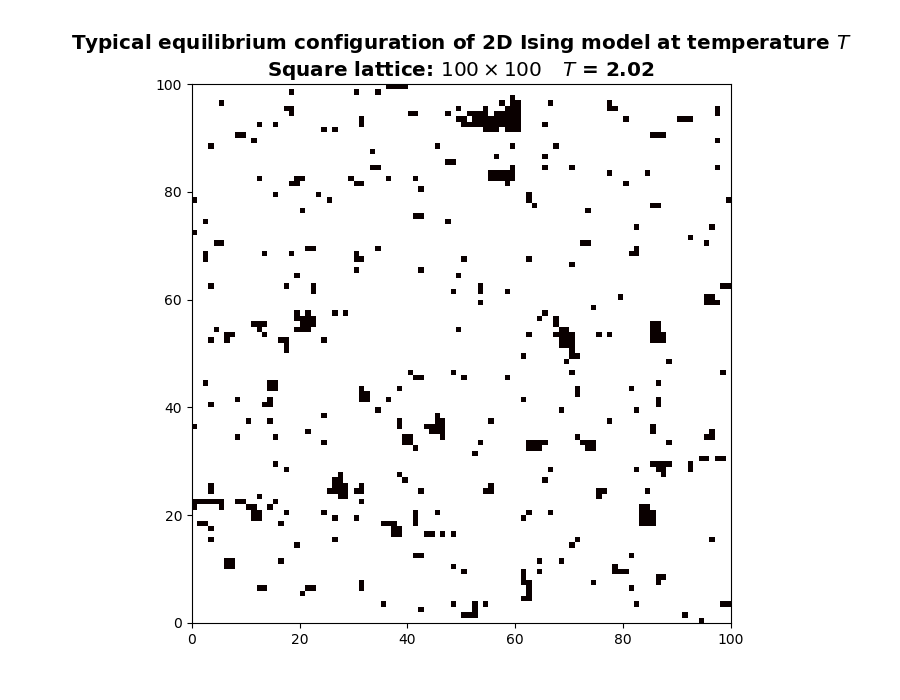 Typical equilibrium configuration of 2D Ising model at temperature T
Square lattice: 100 × 100 T = 2.02
100
80
60
40
20
0
0 20 40 60 80 100